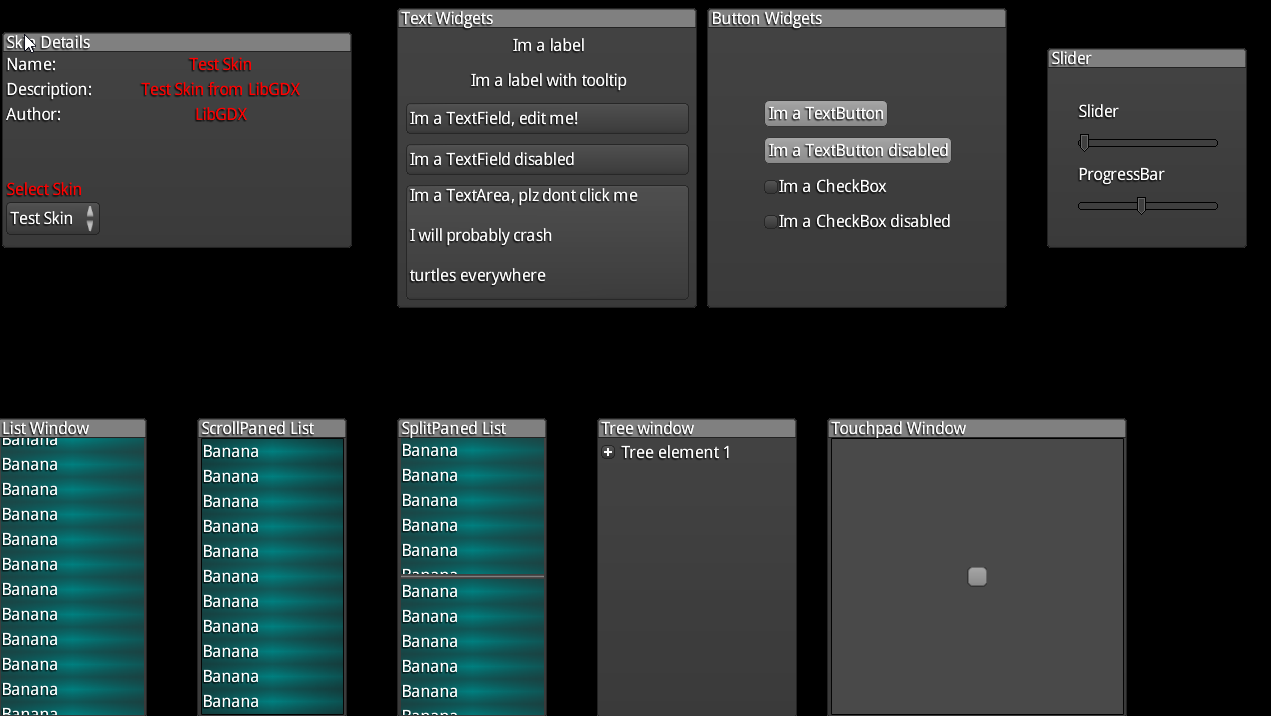 Skin Details
Name: Test Skin
Description: Test Skin from LibGDX
Author: LibGDX
Select Skin
Test Skin
Text Widgets
Im a label
Im a label with tooltip
Im a TextField, edit me!
Im a TextField disabled
Im a TextArea, plz dont click me
I will probably crash
turtles everywhere
Button Widgets
Im a TextButton
Im a TextButton disabled
Im a CheckBox
Im a CheckBox disabled
Slider
Slider
ProgressBar
List Window
Banana
Banana
Banana
Banana
Banana
Banana
Banana
Banana
Banana
Banana
Banana
Banana
ScrollPaned List
Banana
Banana
Banana
Banana
Banana
Banana
Banana
Banana
Banana
Banana
Banana
SplitPaned List
Banana
Banana
Banana
Banana
Banana
Banana
Banana
Banana
Banana
Banana
Banana
Banana
Tree window
Tree element 1
Touchpad Window